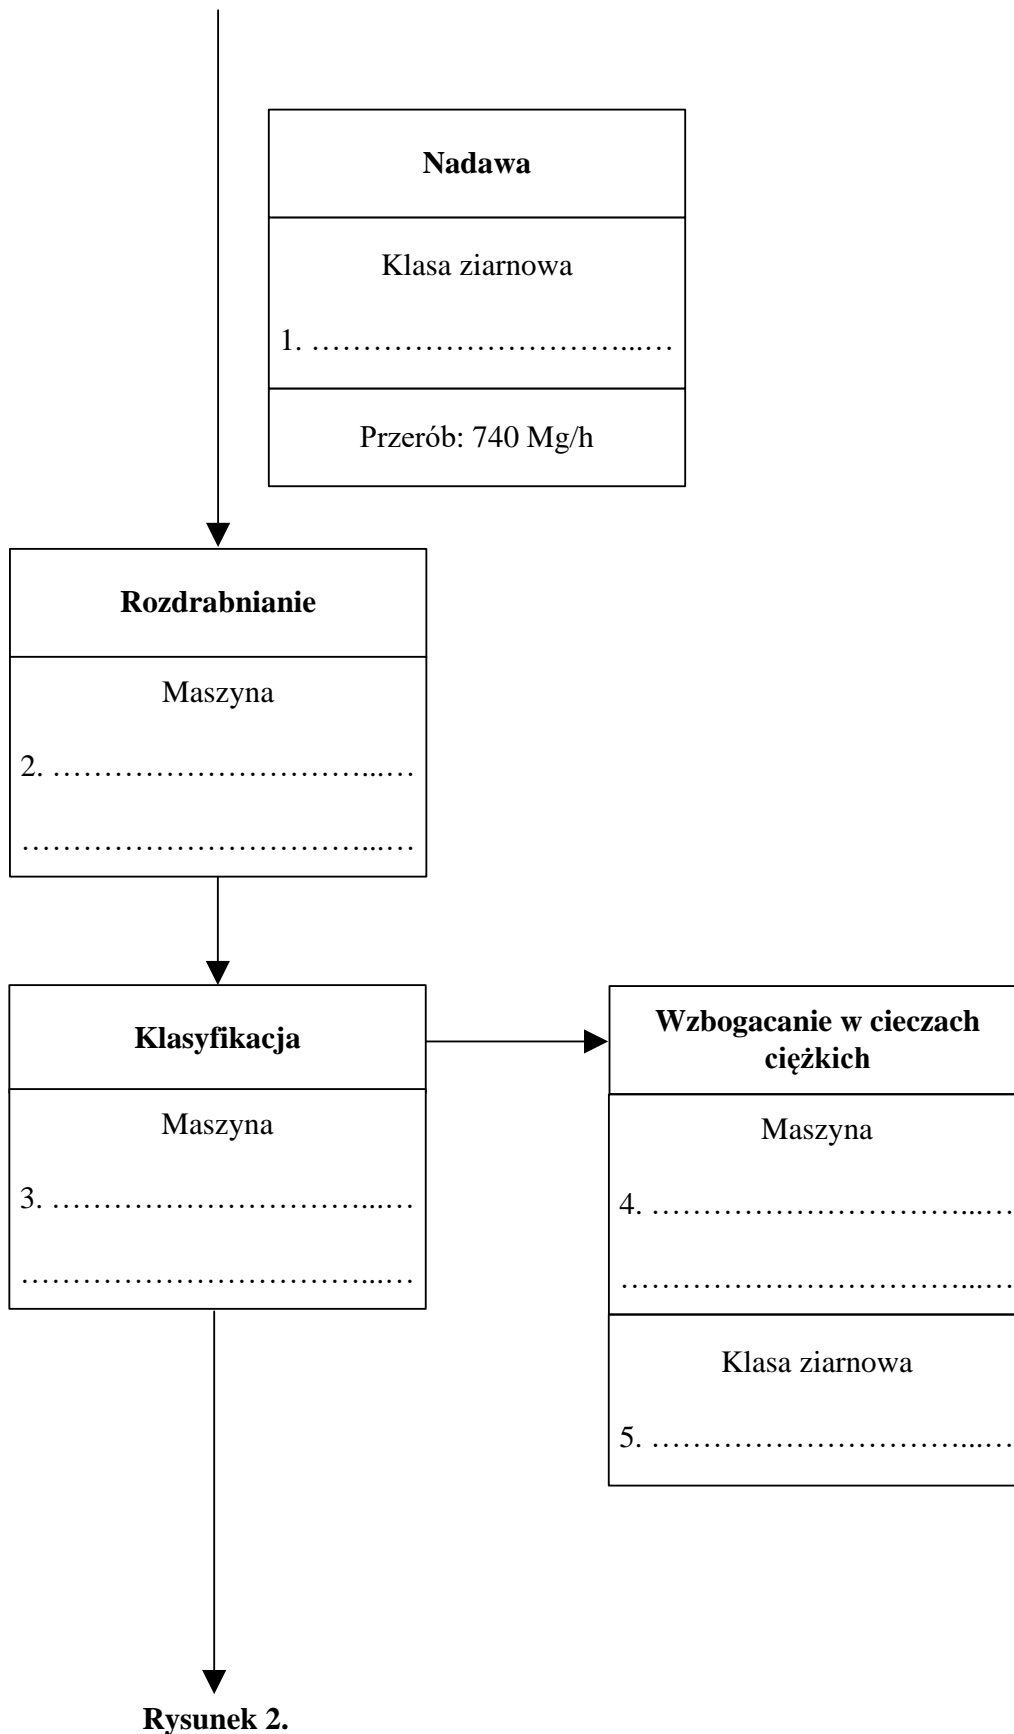 Nadawa
Klasa ziarnowa
1. …………………………...…
Przerób: 740 Mg/h
Rozdrabnianie
Maszyna
2. …………………………...…
……………………………...…
Klasyfikacja
Maszyna
3. …………………………...…
……………………………...…
Wzbogacanie w cieczach
ciężkich
Maszyna
4. …………………………...…
……………………………...…
Klasa ziarnowa
5. …………………………...…
Rysunek 2.